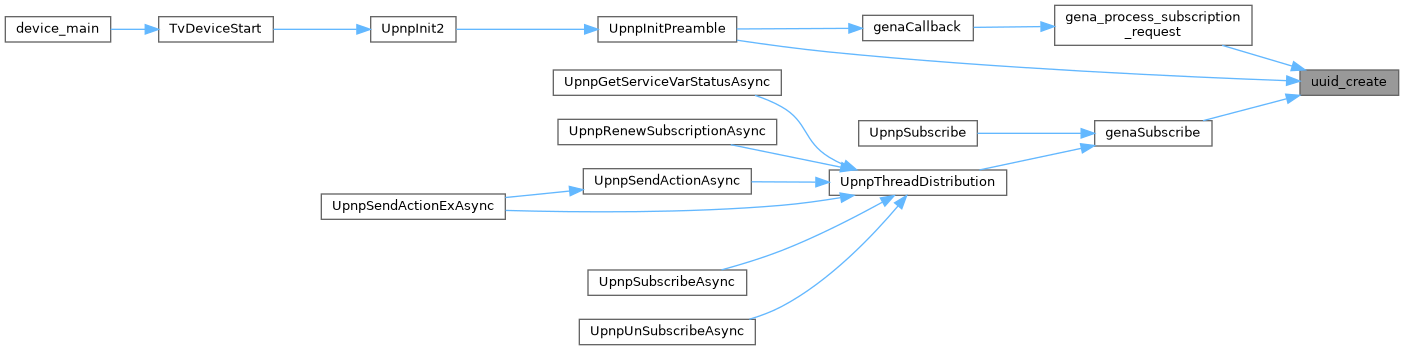 device_main
TvDeviceStart
UpnpInit2
UpnpInitPreamble
genaCallback
gena_process_subscription
_request
uuid_create
UpnpGetServiceVarStatusAsync
UpnpRenewSubscriptionAsync
UpnpSubscribe
genaSubscribe
UpnpSendActionAsync
UpnpThreadDistribution
UpnpSendActionExAsync
UpnpSubscribeAsync
UpnpUnSubscribeAsync